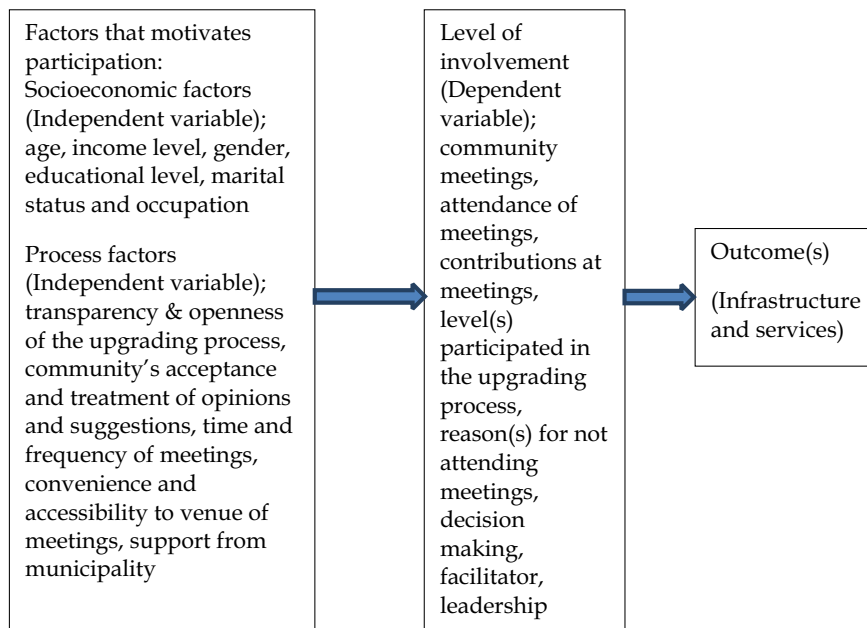 Factors that motivates
participation:
Socioeconomic factors
(Independent variable);
age, income level, gender,
educational level, marital
status and occupation
Process factors
(Independent variable);
transparency & openness
of the upgrading process,
community’s acceptance
and treatment of opinions
and suggestions, time and
frequency of meetings,
convenience and
accessibility to venue of
meetings, support from
municipality
Level of
involvement
(Dependent
variable);
community
meetings,
attendance of
meetings,
contributions at
meetings,
level(s)
participated in
the upgrading
process,
reason(s) for not
attending
meetings,
decision
making,
facilitator,
leadership
Outcome(s)
(Infrastructure
and services)